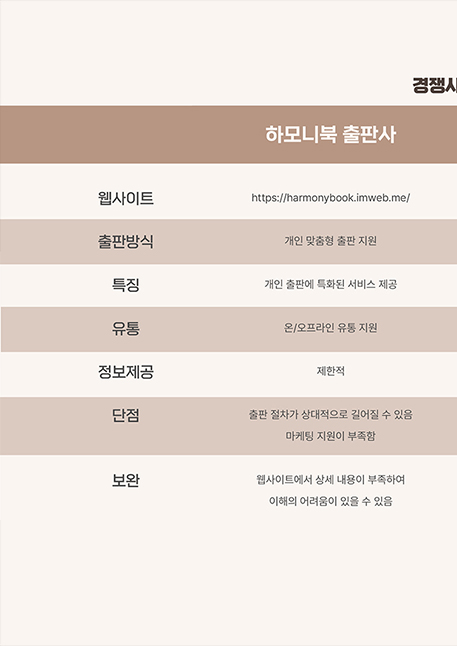 경쟁사
하모니북 출판사
웹사이트 https://harmonybook.imweb.me/
출판방식 개인 맞춤형 출판 지원
특징 개인 출판에 특화된 서비스 제공
유통 온/오프라인 유통 지원
정보제공 제한적
단점 출판 절차가 상대적으로 길어질 수 있음
마케팅 지원이 부족함
보완 웹사이트에서 상세 내용이 부족하여
이해의 어려움이 있을 수 있음